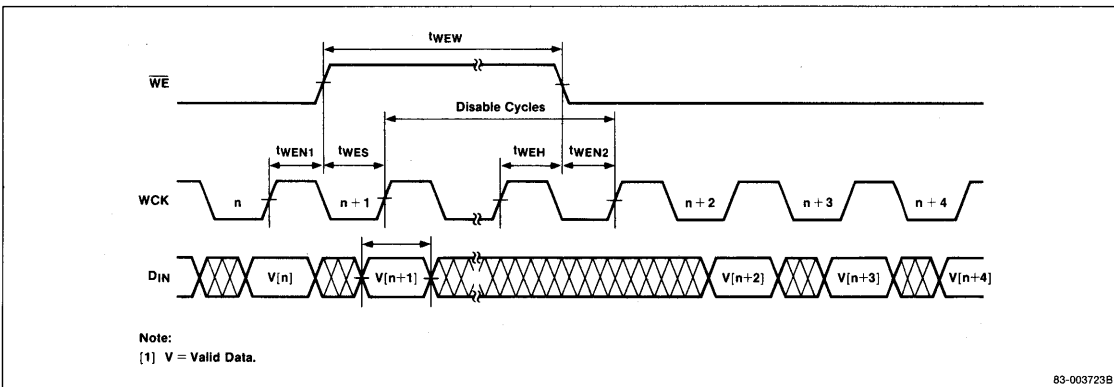 tWEW
WE
Disable Cycles
tWEN1 tWES tWEH tWEN2
WCK n n + 1 n + 2 n + 3 n + 4
DIN V[n] V[n+1] V[n+2] V[n+3] V[n+4]
Note:
[1] V = Valid Data.
83-003723B